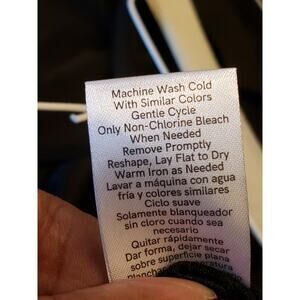 Machine Wash Cold
With Similar Colors
Gentle Cycle
Only Non-Chlorine Bleach
When Needed
Remove Promptly
Reshape, Lay Flat to Dry
Warm Iron as Needed
Lavar a máquina con agua
fría y colores similares
Ciclo suave
Solamente blanqueador
sin cloro cuando sea
necesario
Quitar rápidamente
Dar forma, dejar secar
sobre superficie plana